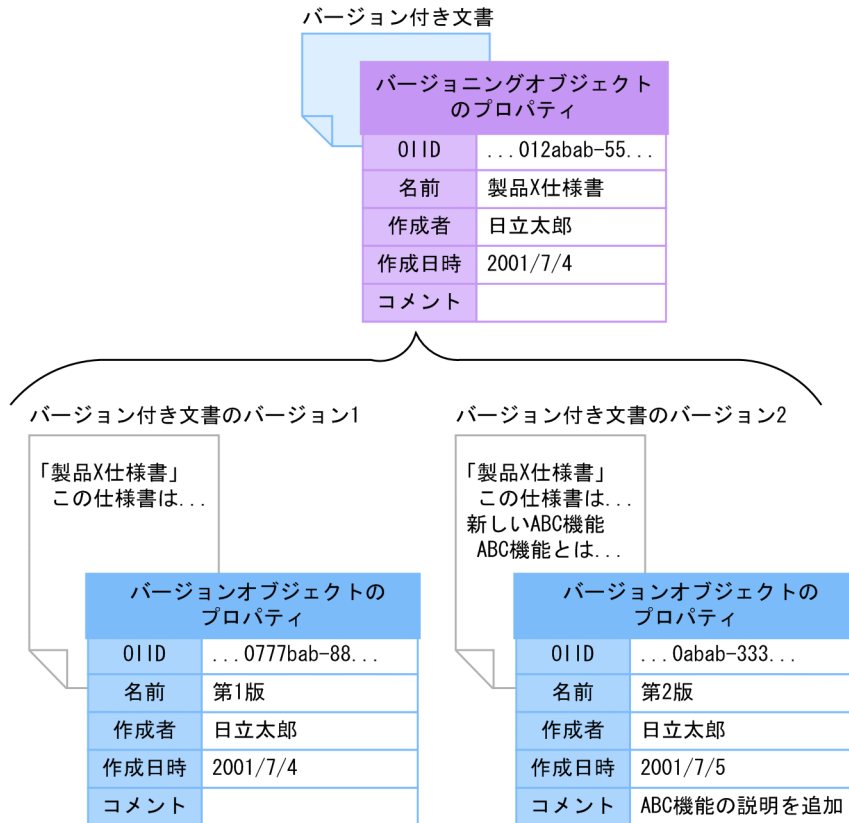 バージョン付き文書
バージョニングオブジェクト
のプロパティ
OIID ...012abab-55...
名前 製品X仕様書
作成者 日立太郎
作成日時 2001/7/4
コメント
バージョン付き文書のバージョン1
「製品X仕様書」
この仕様書は...
バージョンオブジェクトの
プロパティ
OIID ...0777bab-88...
名前 第1版
作成者 日立太郎
作成日時 2001/7/4
コメント
バージョン付き文書のバージョン2
「製品X仕様書」
この仕様書は...
新しいABC機能
ABC機能とは...
バージョンオブジェクトの
プロパティ
OIID ...0abab-333...
名前 第2版
作成者 日立太郎
作成日時 2001/7/5
コメント ABC機能の説明を追加